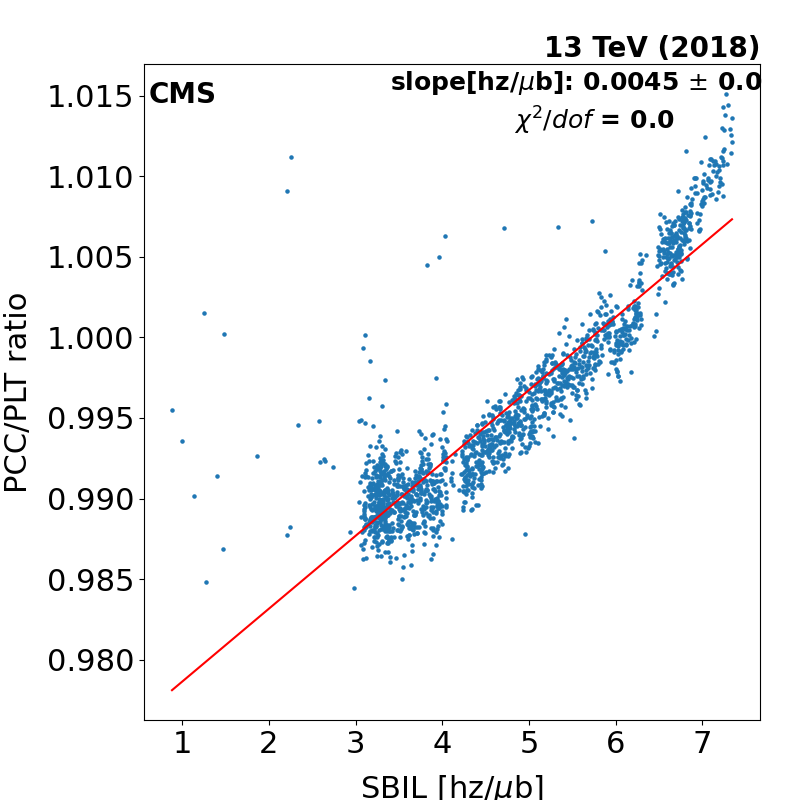 13 TeV (2018)
CMS
slope[hz/μb]: 0.0045 ± 0.0
χ²/dof = 0.0
PCC/PLT ratio
1.015
1.010
1.005
1.000
0.995
0.990
0.985
0.980
1 2 3 4 5 6 7
SBIL [hz/μb]